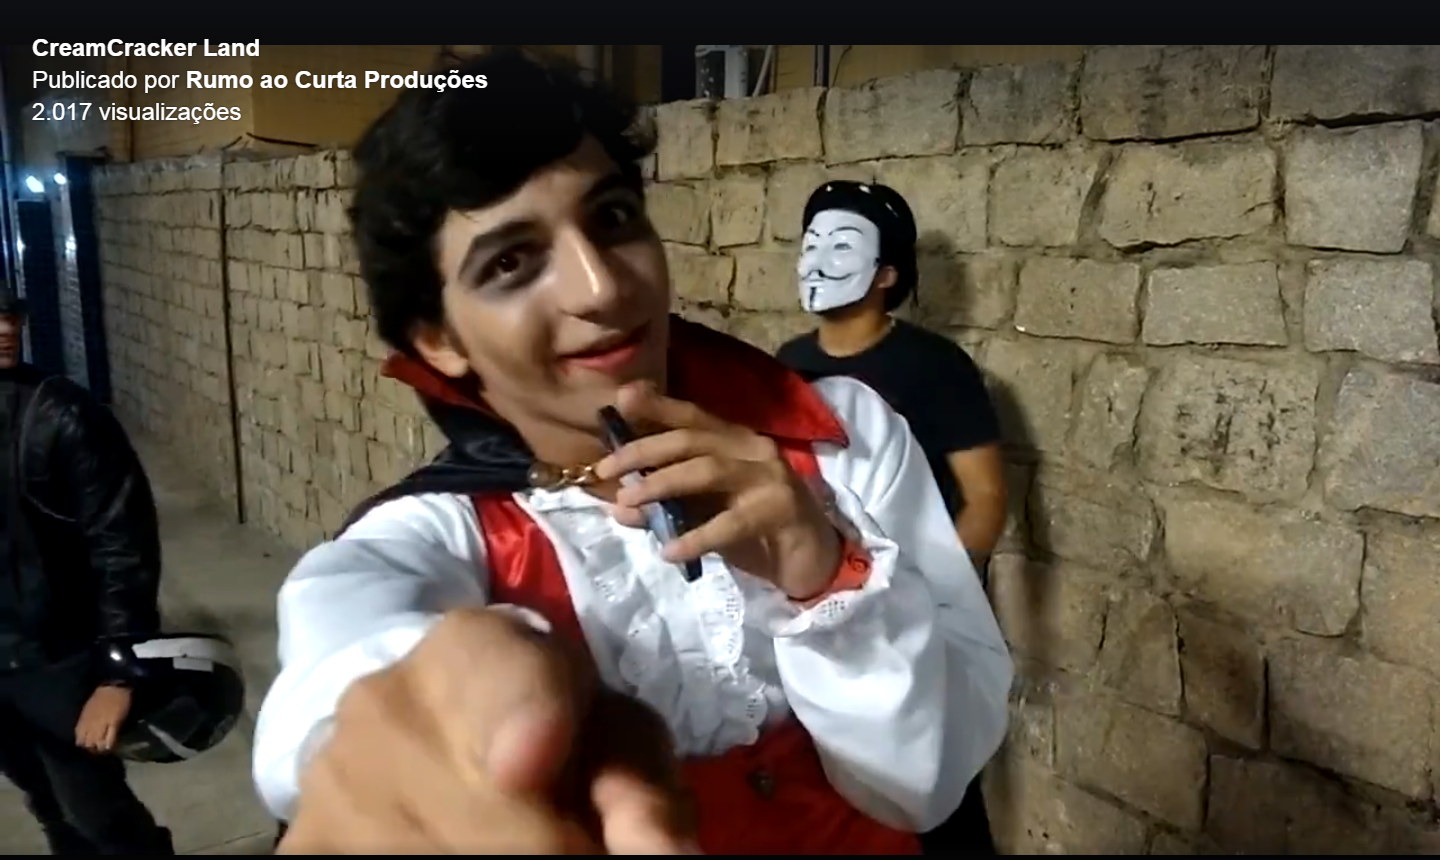 CreamCracker Land
Publicado por Rumo ao Curta Produções
2.017 visualizações